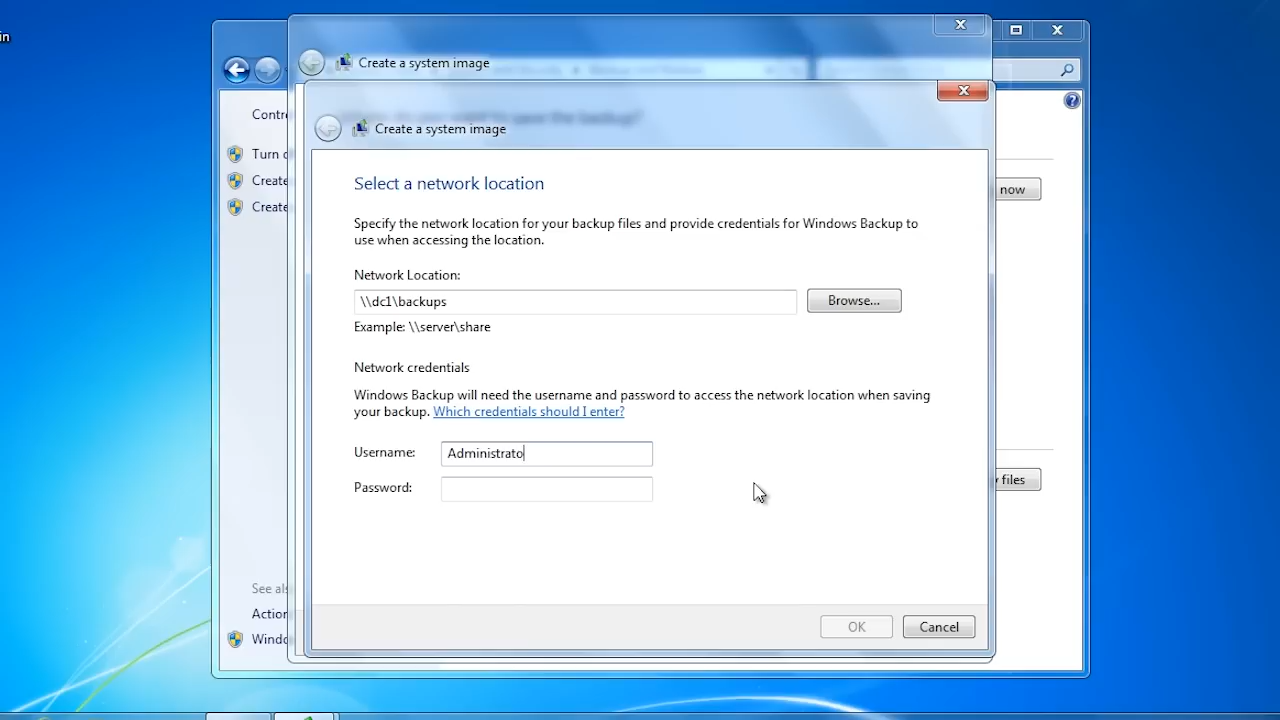 in
Create a system image
Create a system image
Select a network location
Specify the network location for your backup files and provide credentials for Windows Backup to
use when accessing the location.
Network Location:
\\dc1\backups
Browse...
Example: \\server\share
Network credentials
Windows Backup will need the username and password to access the network location when saving
your backup. Which credentials should I enter?
Username:
Administrato
Password:
OK
Cancel
Contr
Turn o
Create
Create
See als
Action
Windo
now
files